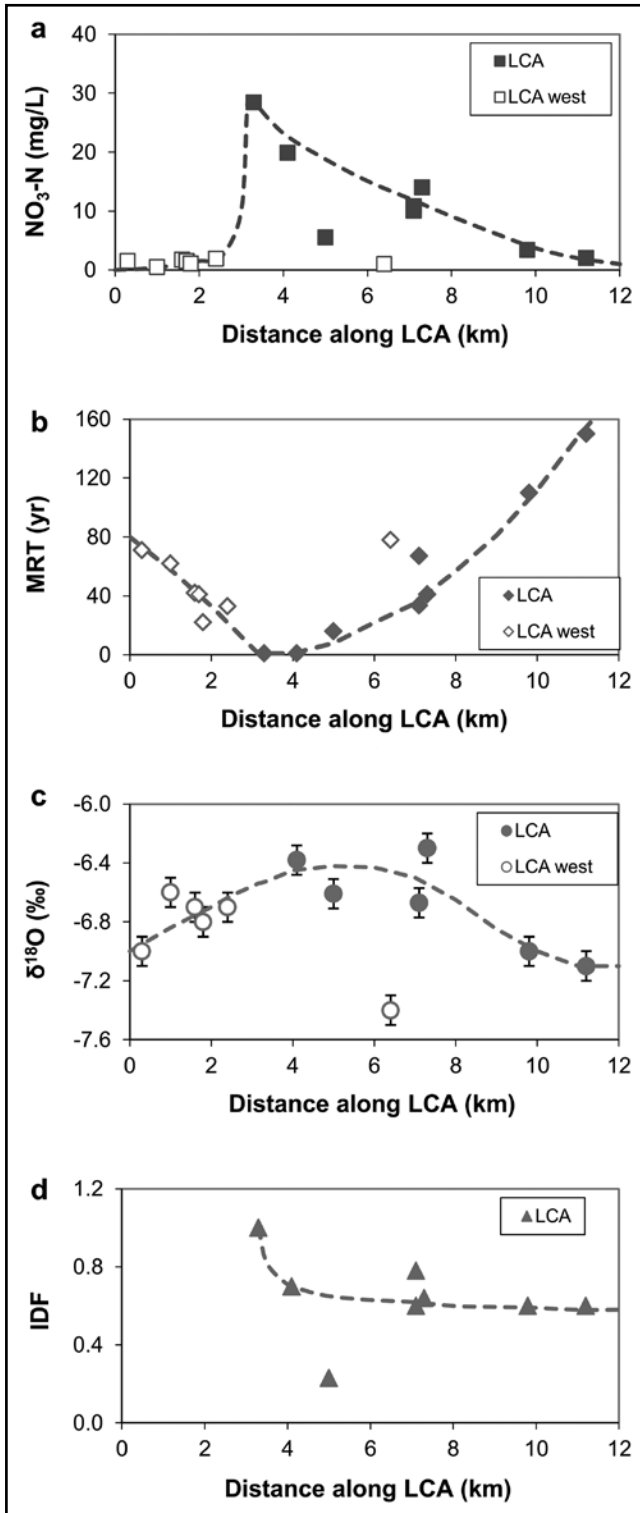 a
40
30
20
10
0
NO₃-N (mg/L)
LCA
LCA west
0 2 4 6 8 10 12
Distance along LCA (km)
b
160
120
80
40
0
MRT (yr)
LCA
LCA west
0 2 4 6 8 10 12
Distance along LCA (km)
c
-6.0
-6.4
-6.8
-7.2
-7.6
δ¹⁸O (‰)
LCA
LCA west
0 2 4 6 8 10 12
Distance along LCA (km)
d
1.2
0.8
0.4
0.0
IDF
LCA
0 2 4 6 8 10 12
Distance along LCA (km)